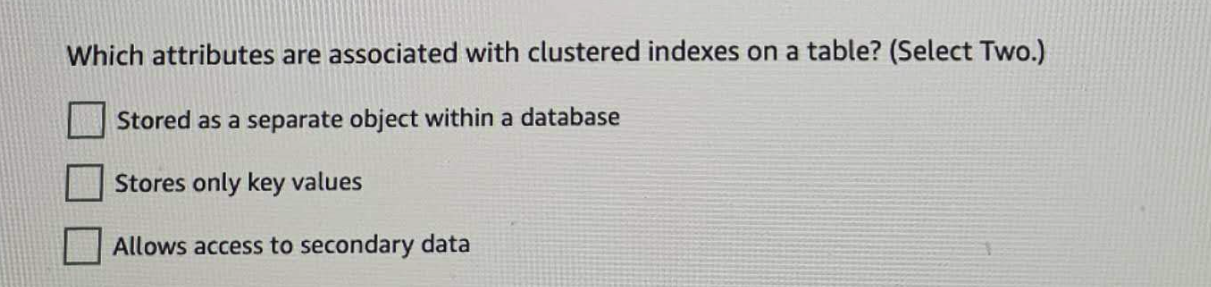 Which attributes are associated with clustered indexes on a table? (Select Two.)
Stored as a separate object within a database
Stores only key values
Allows access to secondary data